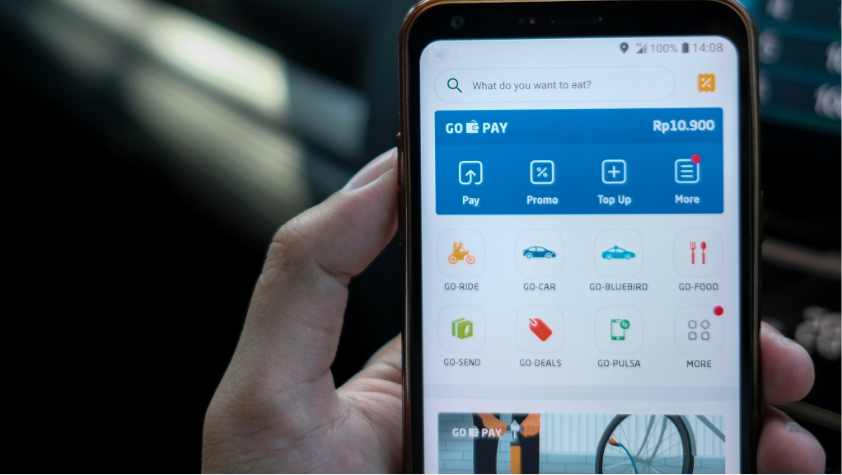 100% 14:08
What do you want to eat?
GO PAY Rp10.900
Pay Promo Top Up More
GO-RIDE GO-CAR GO-BLUEBIRD GO-FOOD
GO-SEND GO-DEALS GO-PULSA MORE
GO PAY